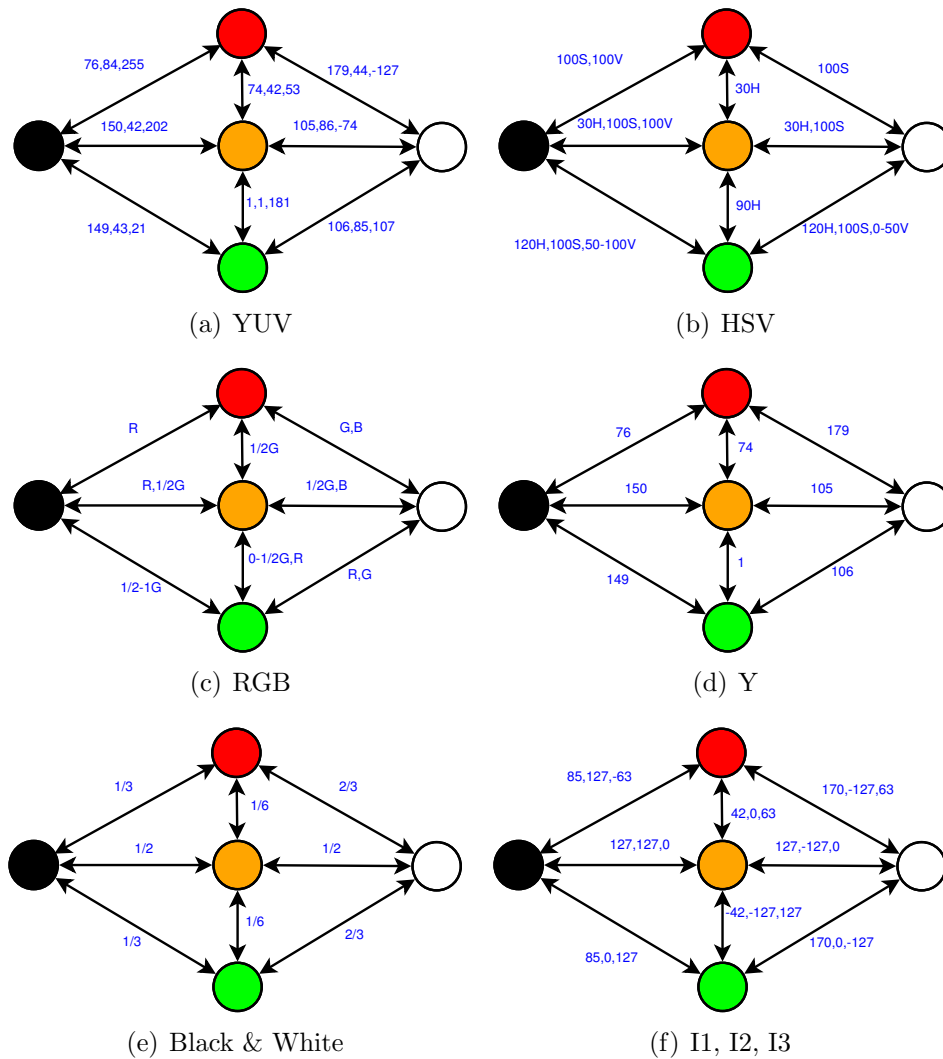 76,84,255
179,44,-127
74,42,53
150,42,202
105,86,-74
1,1,181
149,43,21
106,85,107
(a) YUV
100S,100V
100S
30H
30H,100S,100V
30H,100S
90H
120H,100S,50-100V
120H,100S,0-50V
(b) HSV
R
G,B
1/2G
R,1/2G
1/2G,B
0-1/2G,R
1/2-1G
R,G
(c) RGB
76
179
74
150
105
1
149
106
(d) Y
1/3
2/3
1/6
1/2
1/2
1/6
1/3
2/3
(e) Black & White
85,127,-63
170,-127,63
42,0,63
127,127,0
127,-127,0
-42,-127,127
85,0,127
170,0,-127
(f) I1, I2, I3